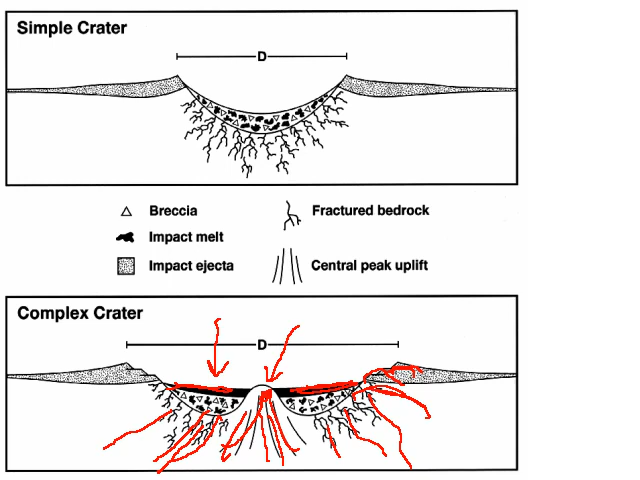 Simple Crater
D
Breccia
Fractured bedrock
Impact melt
Impact ejecta
Central peak uplift
Complex Crater
D